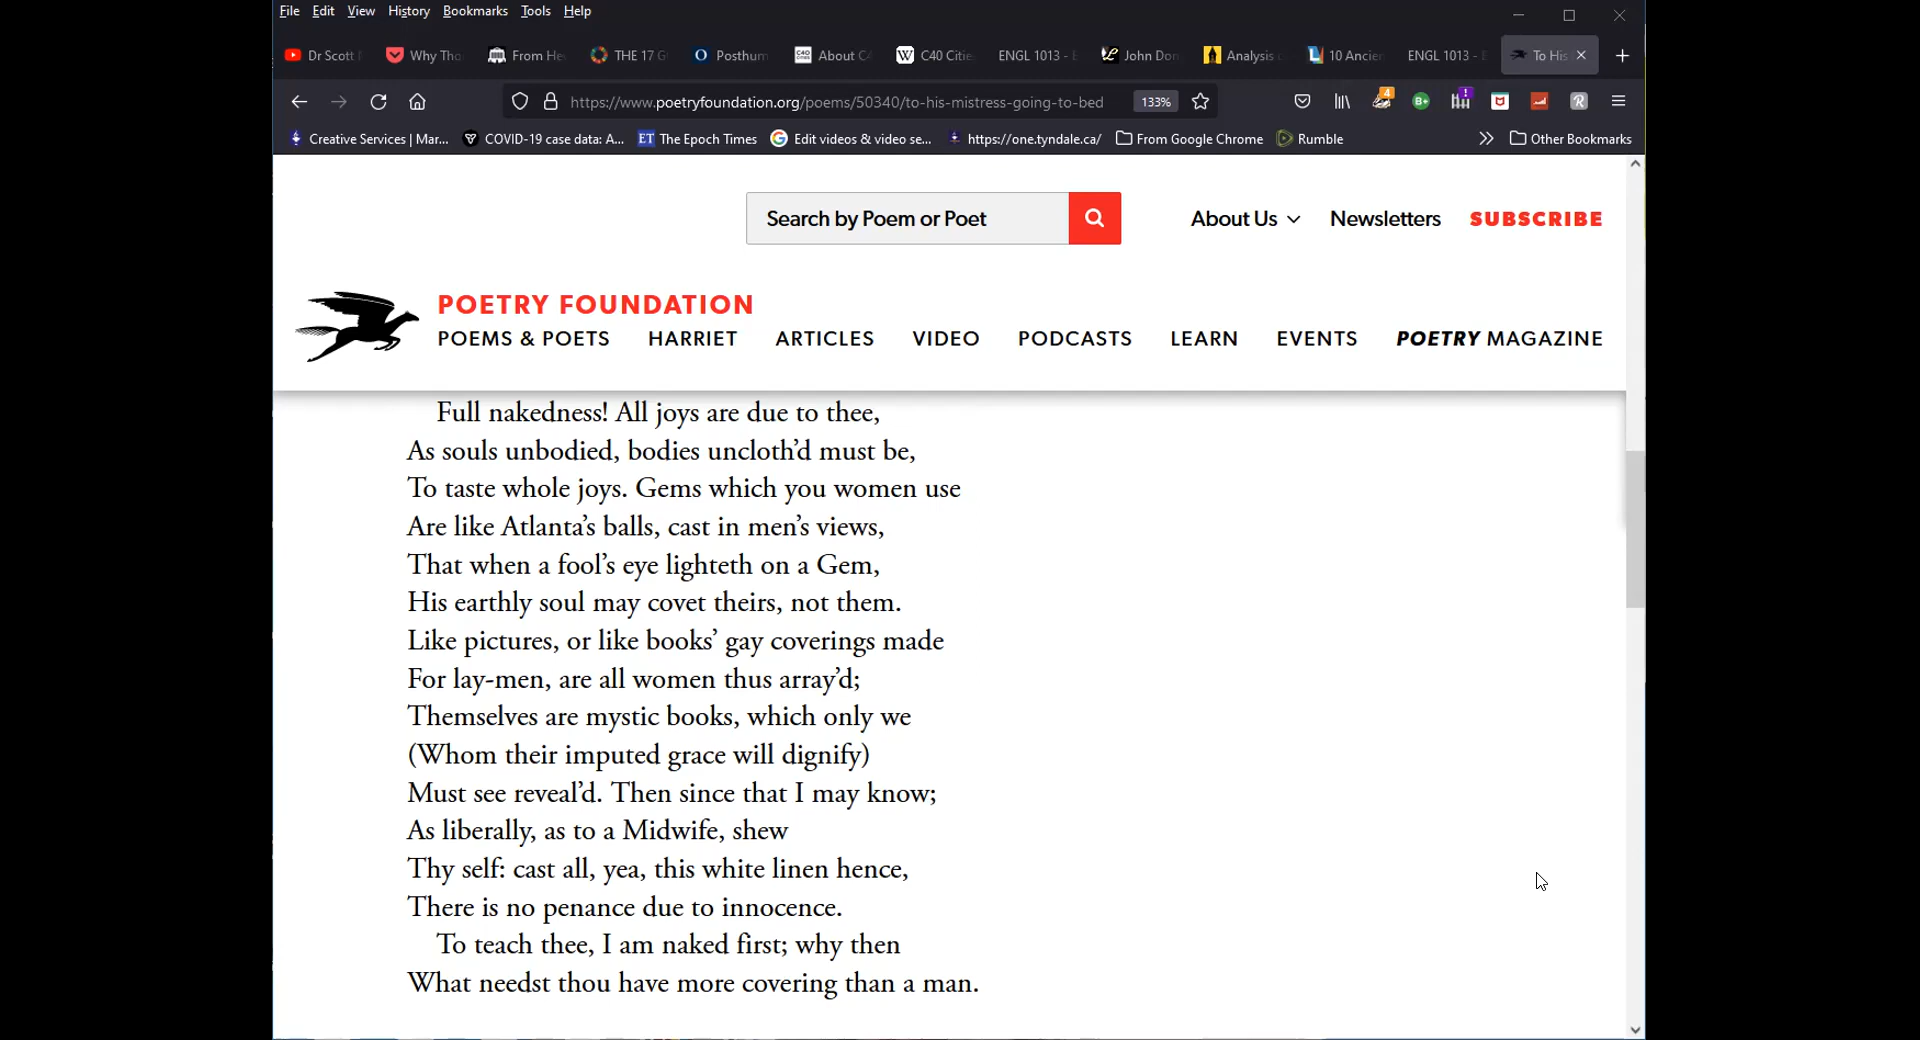 File Edit View History Bookmarks Tools Help
Dr Scott Why Tho From He THE 17 G Posthum About C4 C40 Citie ENGL 1013 - E John Don Analysis 10 Ancien ENGL 1013 - E To His
https://www.poetryfoundation.org/poems/50340/to-his-mistress-going-to-bed 133% 4 B+ !
Creative Services | Mar... COVID-19 case data: A... ET The Epoch Times Edit videos & video se... https://one.tyndale.ca/ From Google Chrome Rumble Other Bookmarks
Search by Poem or Poet About Us Newsletters SUBSCRIBE
POETRY FOUNDATION
POEMS & POETS HARRIET ARTICLES VIDEO PODCASTS LEARN EVENTS POETRY MAGAZINE
Full nakedness! All joys are due to thee,
As souls unbodied, bodies uncloth’d must be,
To taste whole joys. Gems which you women use
Are like Atlanta’s balls, cast in men’s views,
That when a fool’s eye lighteth on a Gem,
His earthly soul may covet theirs, not them.
Like pictures, or like books’ gay coverings made
For lay-men, are all women thus array’d;
Themselves are mystic books, which only we
(Whom their imputed grace will dignify)
Must see reveal’d. Then since that I may know;
As liberally, as to a Midwife, shew
Thy self: cast all, yea, this white linen hence,
There is no penance due to innocence.
To teach thee, I am naked first; why then
What needst thou have more covering than a man.